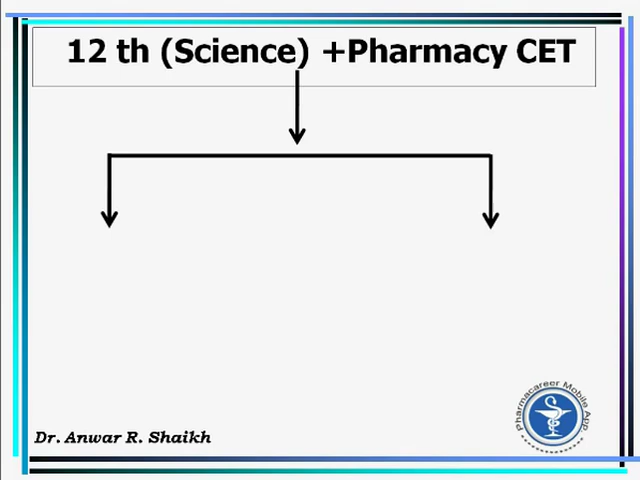 12 th (Science) +Pharmacy CET
Dr. Anwar R. Shaikh
Pharmacareer Mobile App